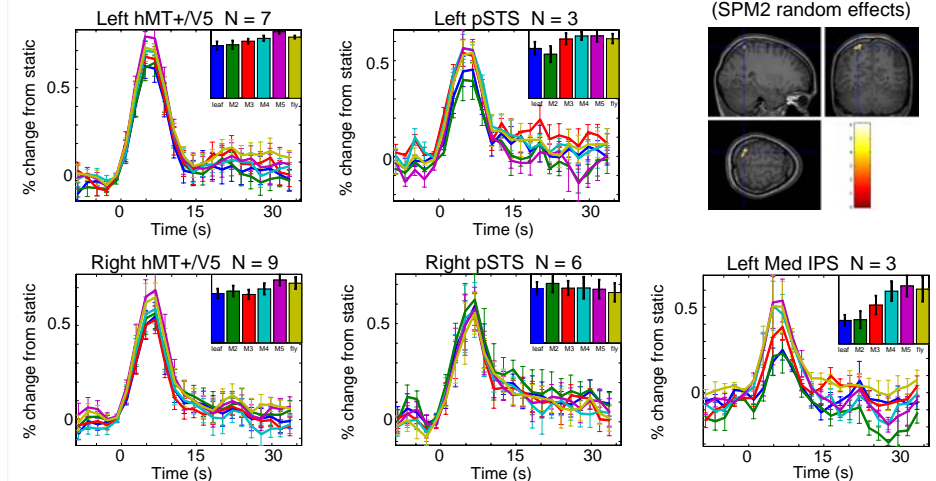 Left hMT+/V5 N = 7
% change from static
0.5
0
leaf M2 M3 M4 M5 fly
0 15 30
Time (s)
Left pSTS N = 3
% change from static
0.5
0
leaf M2 M3 M4 M5 fly
0 15 30
Time (s)
(SPM2 random effects)
Right hMT+/V5 N = 9
% change from static
0.5
0
leaf M2 M3 M4 M5 fly
0 15 30
Time (s)
Right pSTS N = 6
% change from static
0.5
0
leaf M2 M3 M4 M5 fly
0 15 30
Time (s)
Left Med IPS N = 3
% change from static
0.5
0
leaf M2 M3 M4 M5 fly
0 15 30
Time (s)